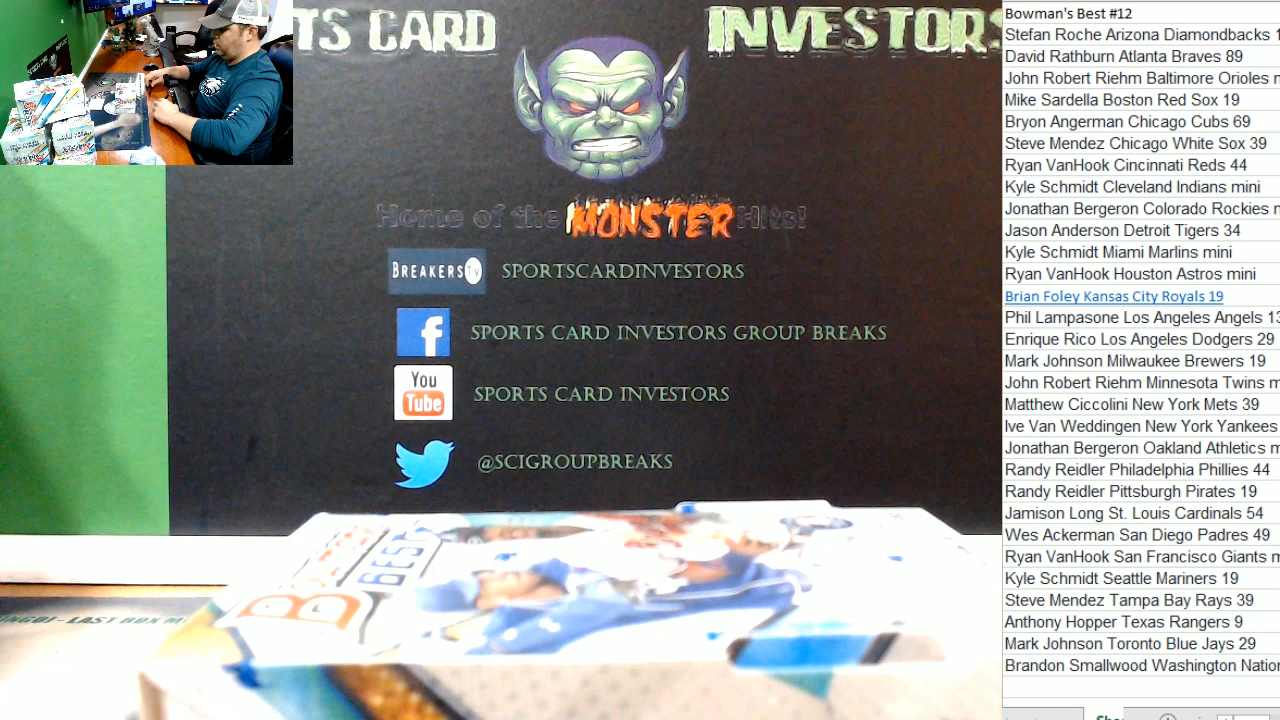 TS CARD INVESTORS
Home of the MONSTER Hits!
BREAKERS TV SPORTSCARDINVESTORS
f SPORTS CARD INVESTORS GROUP BREAKS
You Tube SPORTS CARD INVESTORS
@SCIGROUPBREAKS
BEST
Bowman's Best #12
Stefan Roche Arizona Diamondbacks 1
David Rathburn Atlanta Braves 89
John Robert Riehm Baltimore Orioles m
Mike Sardella Boston Red Sox 19
Bryon Angerman Chicago Cubs 69
Steve Mendez Chicago White Sox 39
Ryan VanHook Cincinnati Reds 44
Kyle Schmidt Cleveland Indians mini
Jonathan Bergeron Colorado Rockies m
Jason Anderson Detroit Tigers 34
Kyle Schmidt Miami Marlins mini
Ryan VanHook Houston Astros mini
Brian Foley Kansas City Royals 19
Phil Lampasone Los Angeles Angels 13
Enrique Rico Los Angeles Dodgers 29
Mark Johnson Milwaukee Brewers 19
John Robert Riehm Minnesota Twins m
Matthew Ciccolini New York Mets 39
Ive Van Weddingen New York Yankees
Jonathan Bergeron Oakland Athletics m
Randy Reidler Philadelphia Phillies 44
Randy Reidler Pittsburgh Pirates 19
Jamison Long St. Louis Cardinals 54
Wes Ackerman San Diego Padres 49
Ryan VanHook San Francisco Giants m
Kyle Schmidt Seattle Mariners 19
Steve Mendez Tampa Bay Rays 39
Anthony Hopper Texas Rangers 9
Mark Johnson Toronto Blue Jays 29
Brandon Smallwood Washington Nation